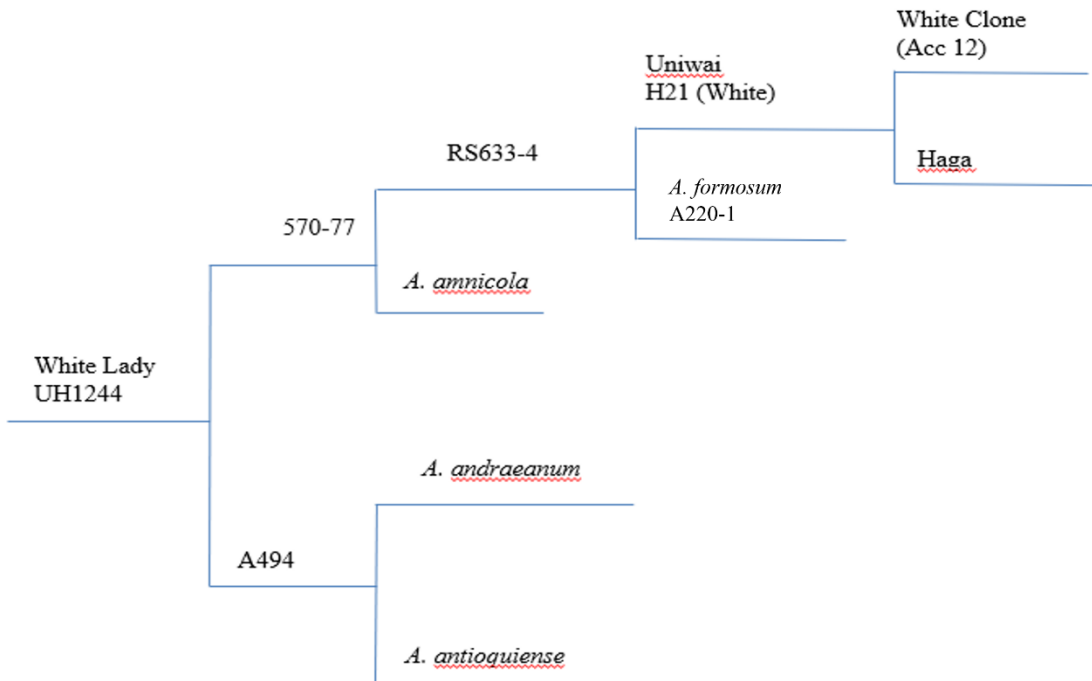 White Clone
(Acc 12)
Uniwai
H21 (White)
RS633-4
Haga
A. formosum
A220-1
570-77
A. amnicola
White Lady
UH1244
A. andraeanum
A494
A. antioquiense